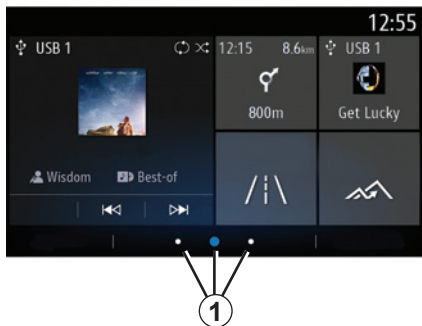 12:55
USB 1
12:15 8.6km
USB 1
800m
Get Lucky
Wisdom
Best-of
1